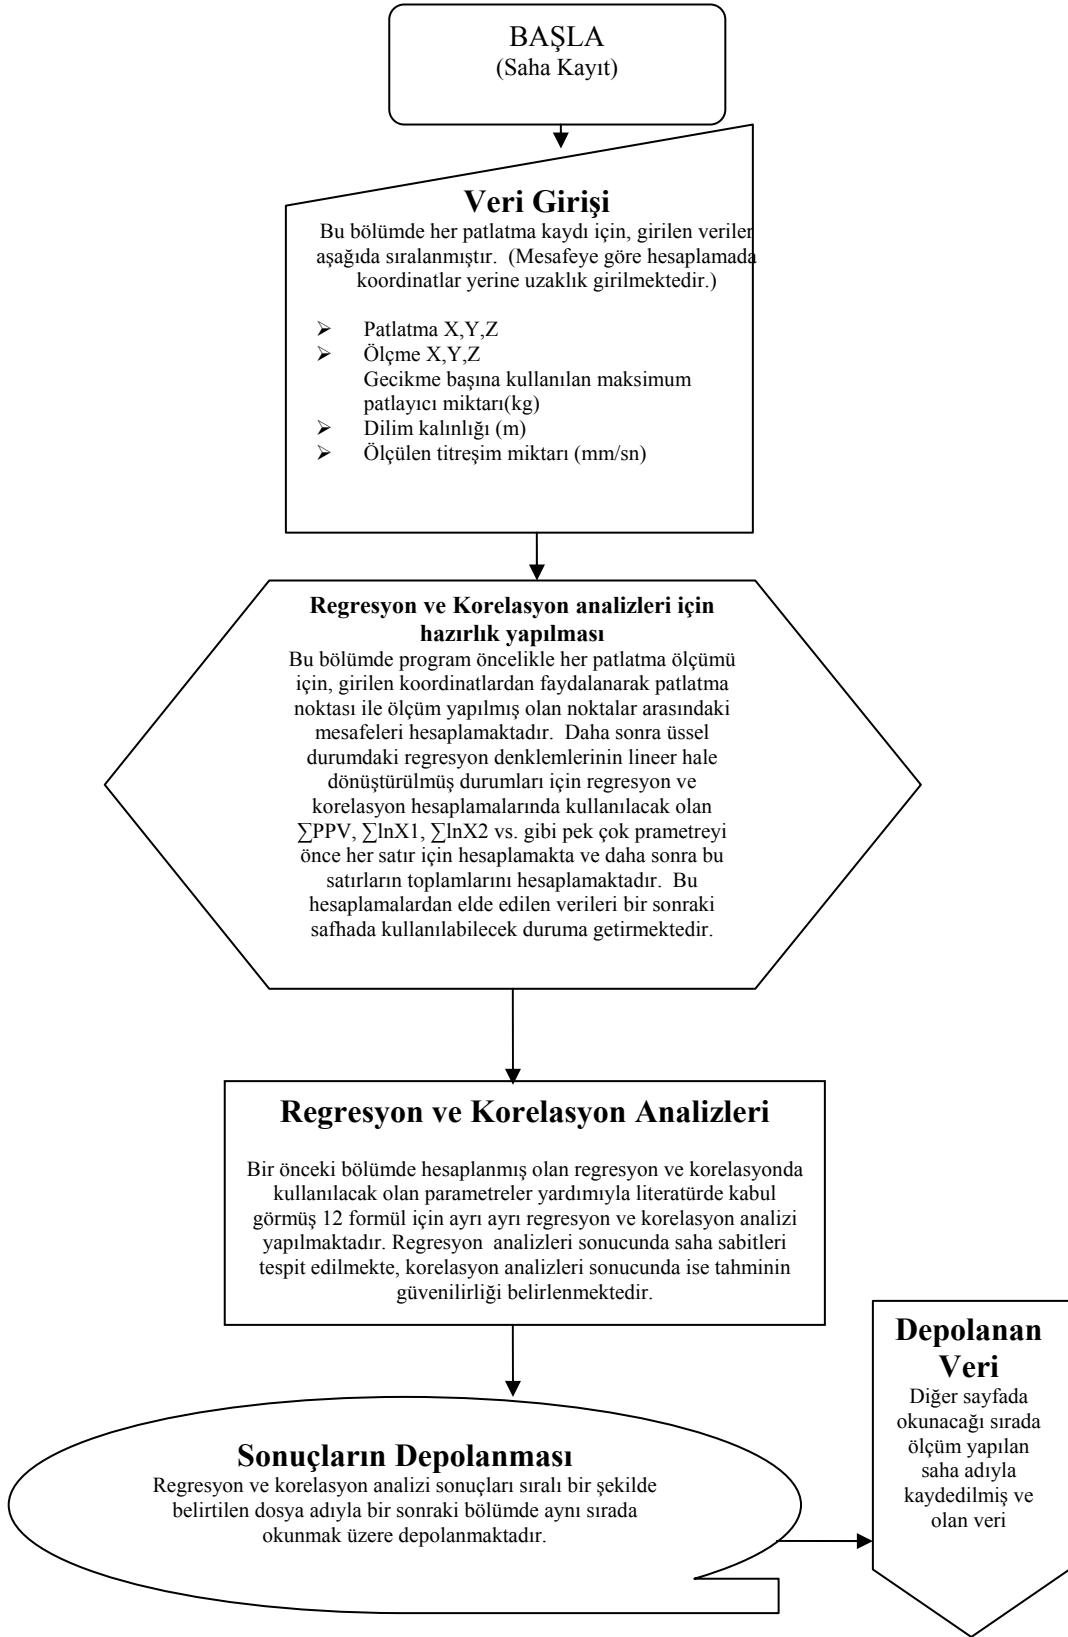 BAŞLA
(Saha Kayıt)
Veri Girişi
Bu bölümde her patlatma kaydı için, girilen veriler
aşağıda sıralanmıştır. (Mesafeye göre hesaplamada
koordinatlar yerine uzaklık girilmektedir.)
➢ Patlatma X,Y,Z
➢ Ölçme X,Y,Z
Gecikme başına kullanılan maksimum
patlayıcı miktarı(kg)
➢ Dilim kalınlığı (m)
➢ Ölçülen titreşim miktarı (mm/sn)
Regresyon ve Korelasyon analizleri için
hazırlık yapılması
Bu bölümde program öncelikle her patlatma ölçümü
için, girilen koordinatlardan faydalanarak patlatma
noktası ile ölçüm yapılmış olan noktalar arasındaki
mesafeleri hesaplamaktadır. Daha sonra üssel
durumdaki regresyon denklemlerinin lineer hale
dönüştürülmüş durumları için regresyon ve
korelasyon hesaplamalarında kullanılacak olan
∑PPV, ∑lnX1, ∑lnX2 vs. gibi pek çok prametreyi
önce her satır için hesaplamakta ve daha sonra bu
satırların toplamlarını hesaplamaktadır. Bu
hesaplamalardan elde edilen verileri bir sonraki
safhada kullanılabilecek duruma getirmektedir.
Regresyon ve Korelasyon Analizleri
Bir önceki bölümde hesaplanmış olan regresyon ve korelasyonda
kullanılacak olan parametreler yardımıyla literatürde kabul
görmüş 12 formül için ayrı ayrı regresyon ve korelasyon analizi
yapılmaktadır. Regresyon analizleri sonucunda saha sabitleri
tespit edilmekte, korelasyon analizleri sonucunda ise tahminin
güvenilirliği belirlenmektedir.
Sonuçların Depolanması
Regresyon ve korelasyon analizi sonuçları sıralı bir şekilde
belirtilen dosya adıyla bir sonraki bölümde aynı sırada
okunmak üzere depolanmaktadır.
Depolanan
Veri
Diğer sayfada
okunacağı sırada
ölçüm yapılan
saha adıyla
kaydedilmiş ve
olan veri